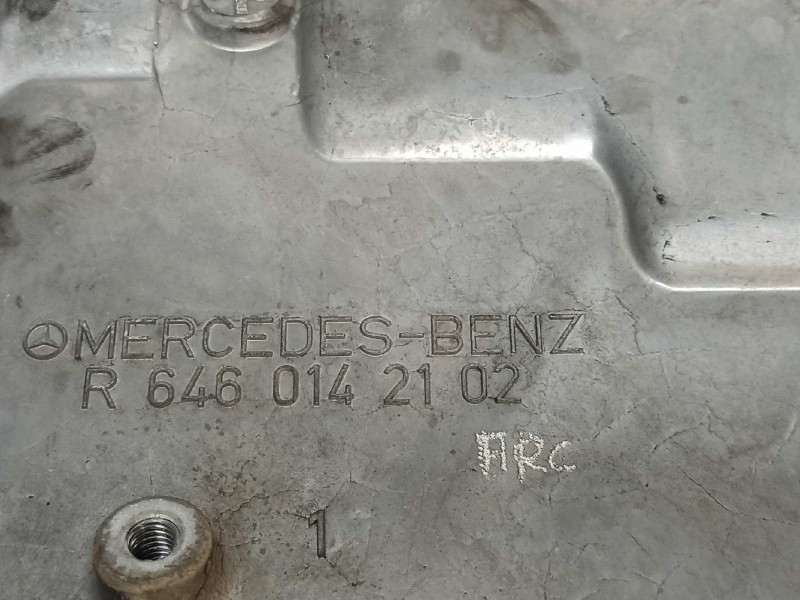 MERCEDES-BENZ
R 646 014 21 02
ARC
1